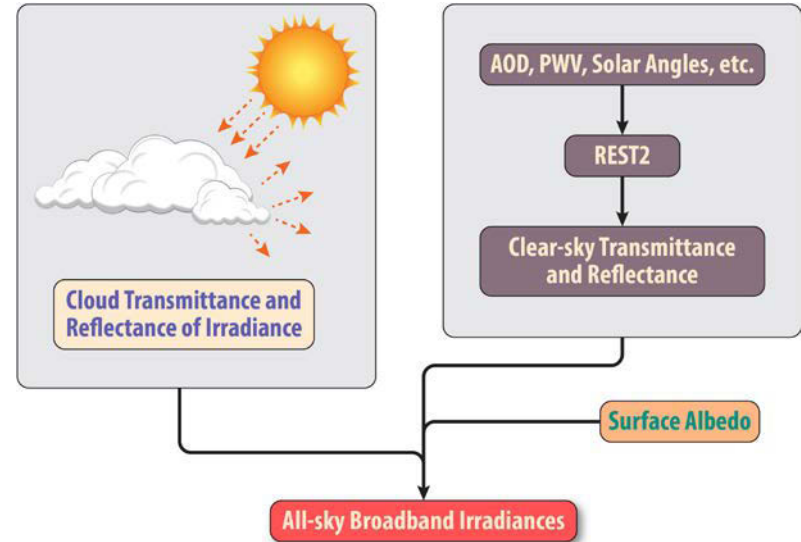 Cloud Transmittance and
Reflectance of Irradiance
AOD, PWV, Solar Angles, etc.
REST2
Clear-sky Transmittance
and Reflectance
Surface Albedo
All-sky Broadband Irradiances